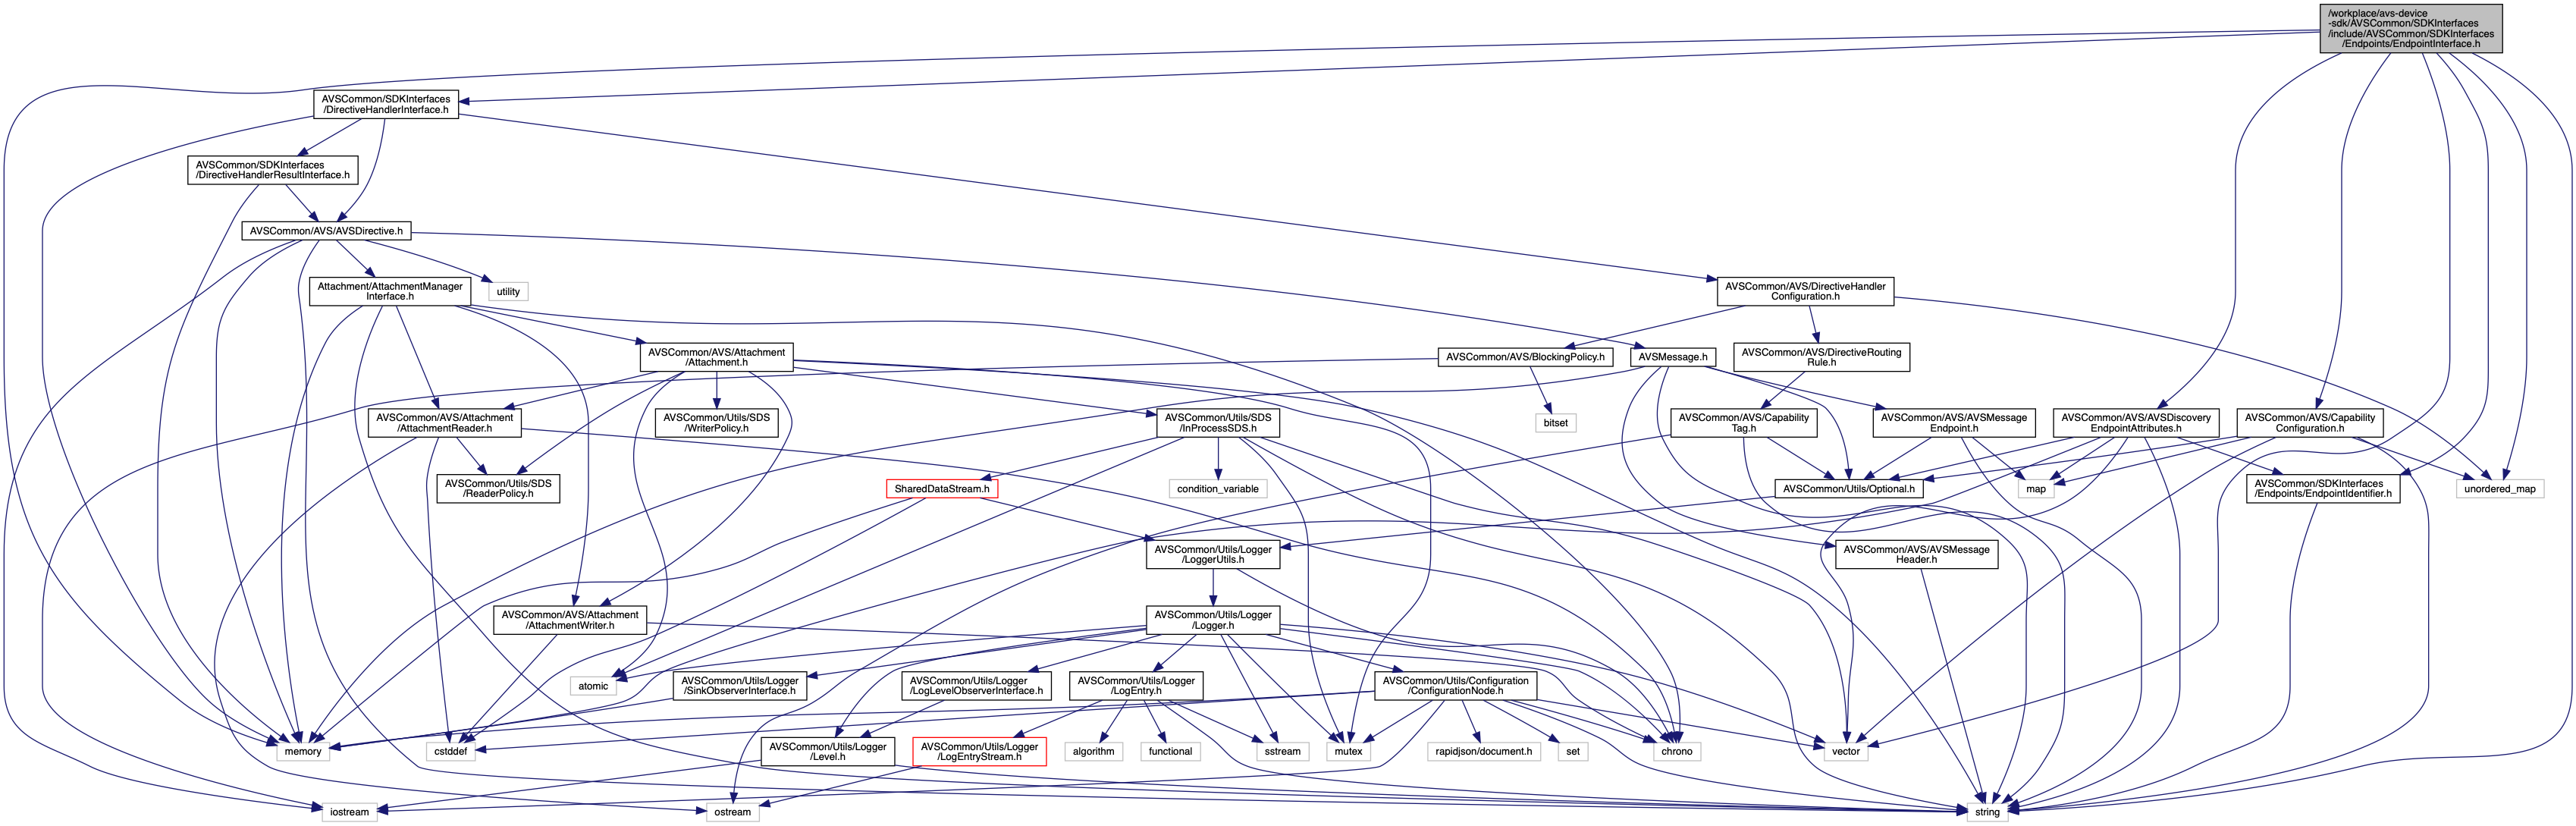 /workplace/avs-device
-sdk/AVSCommon/SDKInterfaces
/include/AVSCommon/SDKInterfaces
/Endpoints/EndpointInterface.h
AVSCommon/SDKInterfaces
/DirectiveHandlerInterface.h
AVSCommon/SDKInterfaces
/DirectiveHandlerResultInterface.h
AVSCommon/AVS/AVSDirective.h
Attachment/AttachmentManager
Interface.h
utility
AVSCommon/AVS/DirectiveHandler
Configuration.h
AVSCommon/AVS/Attachment
/Attachment.h
AVSCommon/AVS/BlockingPolicy.h
AVSMessage.h
AVSCommon/AVS/DirectiveRouting
Rule.h
AVSCommon/AVS/Attachment
/AttachmentReader.h
AVSCommon/Utils/SDS
/WriterPolicy.h
AVSCommon/Utils/SDS
/InProcessSDS.h
bitset
AVSCommon/AVS/Capability
Tag.h
AVSCommon/AVS/AVSMessage
Endpoint.h
AVSCommon/AVS/AVSDiscovery
EndpointAttributes.h
AVSCommon/AVS/Capability
Configuration.h
AVSCommon/Utils/SDS
/ReaderPolicy.h
SharedDataStream.h
condition_variable
AVSCommon/Utils/Optional.h
map
AVSCommon/SDKInterfaces
/Endpoints/EndpointIdentifier.h
unordered_map
AVSCommon/Utils/Logger
/LoggerUtils.h
AVSCommon/AVS/AVSMessage
Header.h
AVSCommon/AVS/Attachment
/AttachmentWriter.h
AVSCommon/Utils/Logger
/Logger.h
atomic
AVSCommon/Utils/Logger
/SinkObserverInterface.h
AVSCommon/Utils/Logger
/LogLevelObserverInterface.h
AVSCommon/Utils/Logger
/LogEntry.h
AVSCommon/Utils/Configuration
/ConfigurationNode.h
memory
cstddef
AVSCommon/Utils/Logger
/Level.h
AVSCommon/Utils/Logger
/LogEntryStream.h
algorithm
functional
sstream
mutex
rapidjson/document.h
set
chrono
vector
iostream
ostream
string